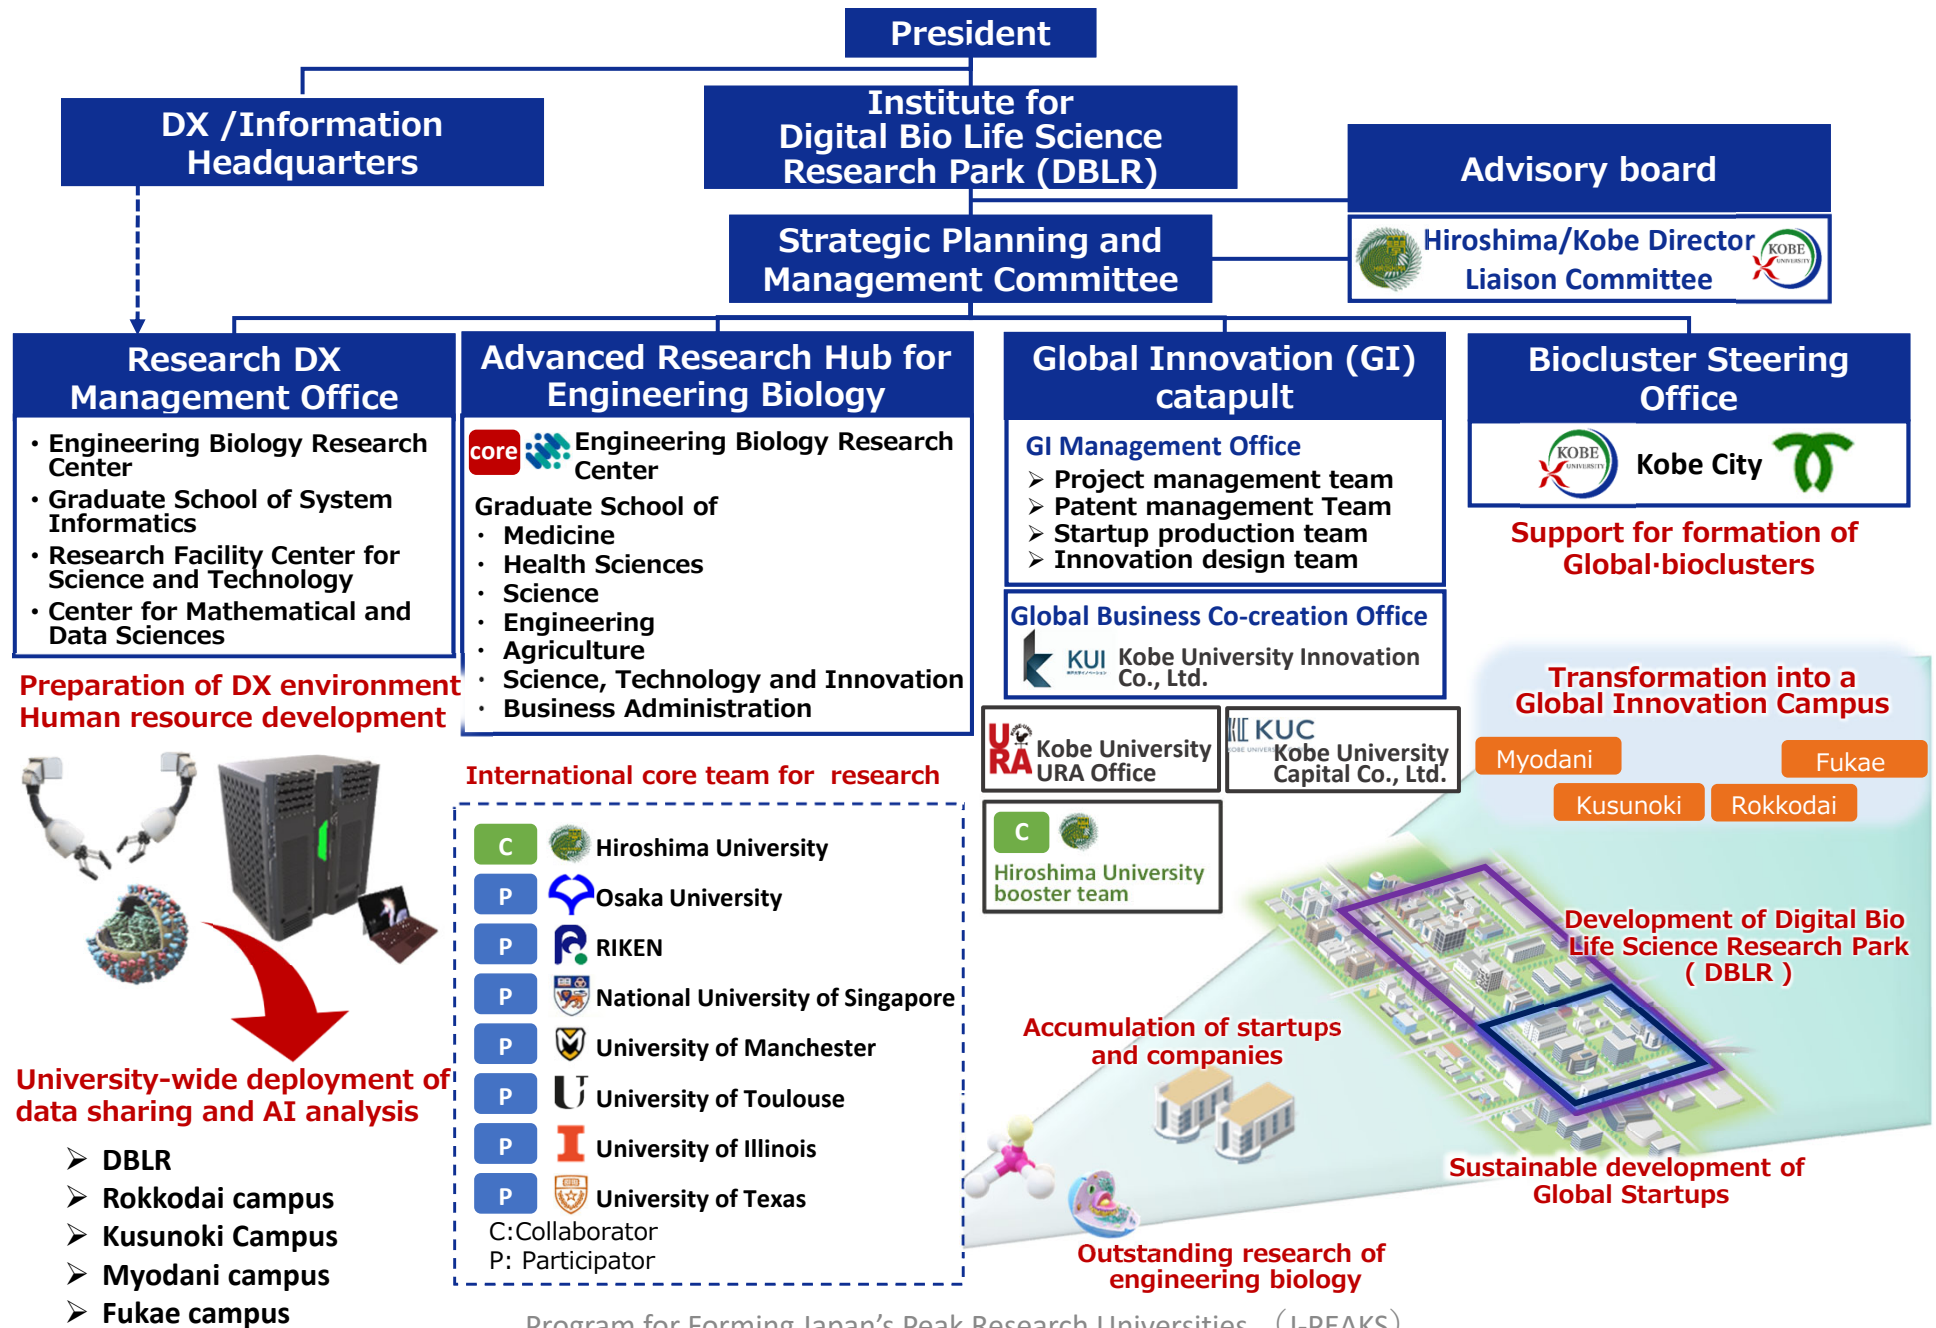 President
DX /Information
Headquarters
Institute for
Digital Bio Life Science
Research Park (DBLR)
Advisory board
Strategic Planning and
Management Committee
Hiroshima/Kobe Director
Liaison Committee
KOBE
UNIVERSITY
Research DX
Management Office
・Engineering Biology Research
Center
・Graduate School of System
Informatics
・Research Facility Center for
Science and Technology
・Center for Mathematical and
Data Sciences
Preparation of DX environment
Human resource development
University-wide deployment of
data sharing and AI analysis
➢ DBLR
➢ Rokkodai campus
➢ Kusunoki Campus
➢ Myodani campus
➢ Fukae campus
Advanced Research Hub for
Engineering Biology
core
Engineering Biology Research
Center
Graduate School of
・ Medicine
・ Health Sciences
・ Science
・ Engineering
・ Agriculture
・ Science, Technology and Innovation
・ Business Administration
International core team for research
C Hiroshima University
P Osaka University
P RIKEN
P National University of Singapore
P University of Manchester
P University of Toulouse
P University of Illinois
P University of Texas
C:Collaborator
P: Participator
Global Innovation (GI)
catapult
GI Management Office
➢ Project management team
➢ Patent management Team
➢ Startup production team
➢ Innovation design team
Global Business Co-creation Office
KUI Kobe University Innovation
Co., Ltd.
URA
Kobe University
URA Office
KUC
Kobe University
Capital Co., Ltd.
C
Hiroshima University
booster team
Biocluster Steering
Office
KOBE
UNIVERSITY
Kobe City
Support for formation of
Global·bioclusters
Transformation into a
Global Innovation Campus
Myodani
Fukae
Kusunoki
Rokkodai
Development of Digital Bio
Life Science Research Park
( DBLR )
Accumulation of startups
and companies
Sustainable development of
Global Startups
Outstanding research of
engineering biology
Program for Forming Japan's Peak Research Universities （J-PEAKS）